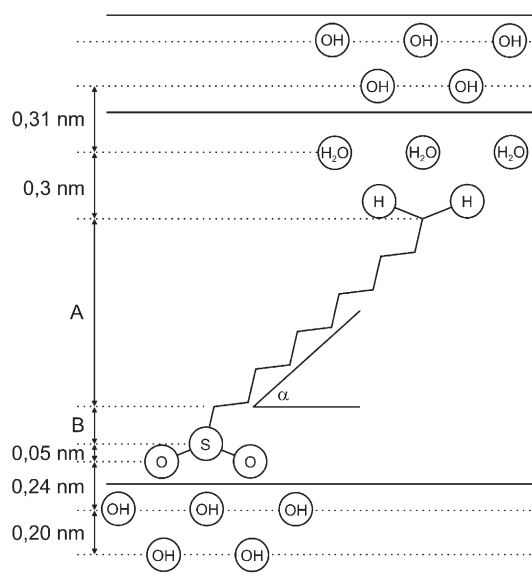 OH OH OH
OH OH
0,31 nm
H₂O H₂O H₂O
0,3 nm
H H
A
α
B
S
0,05 nm
O O
0,24 nm
OH OH OH
0,20 nm
OH OH